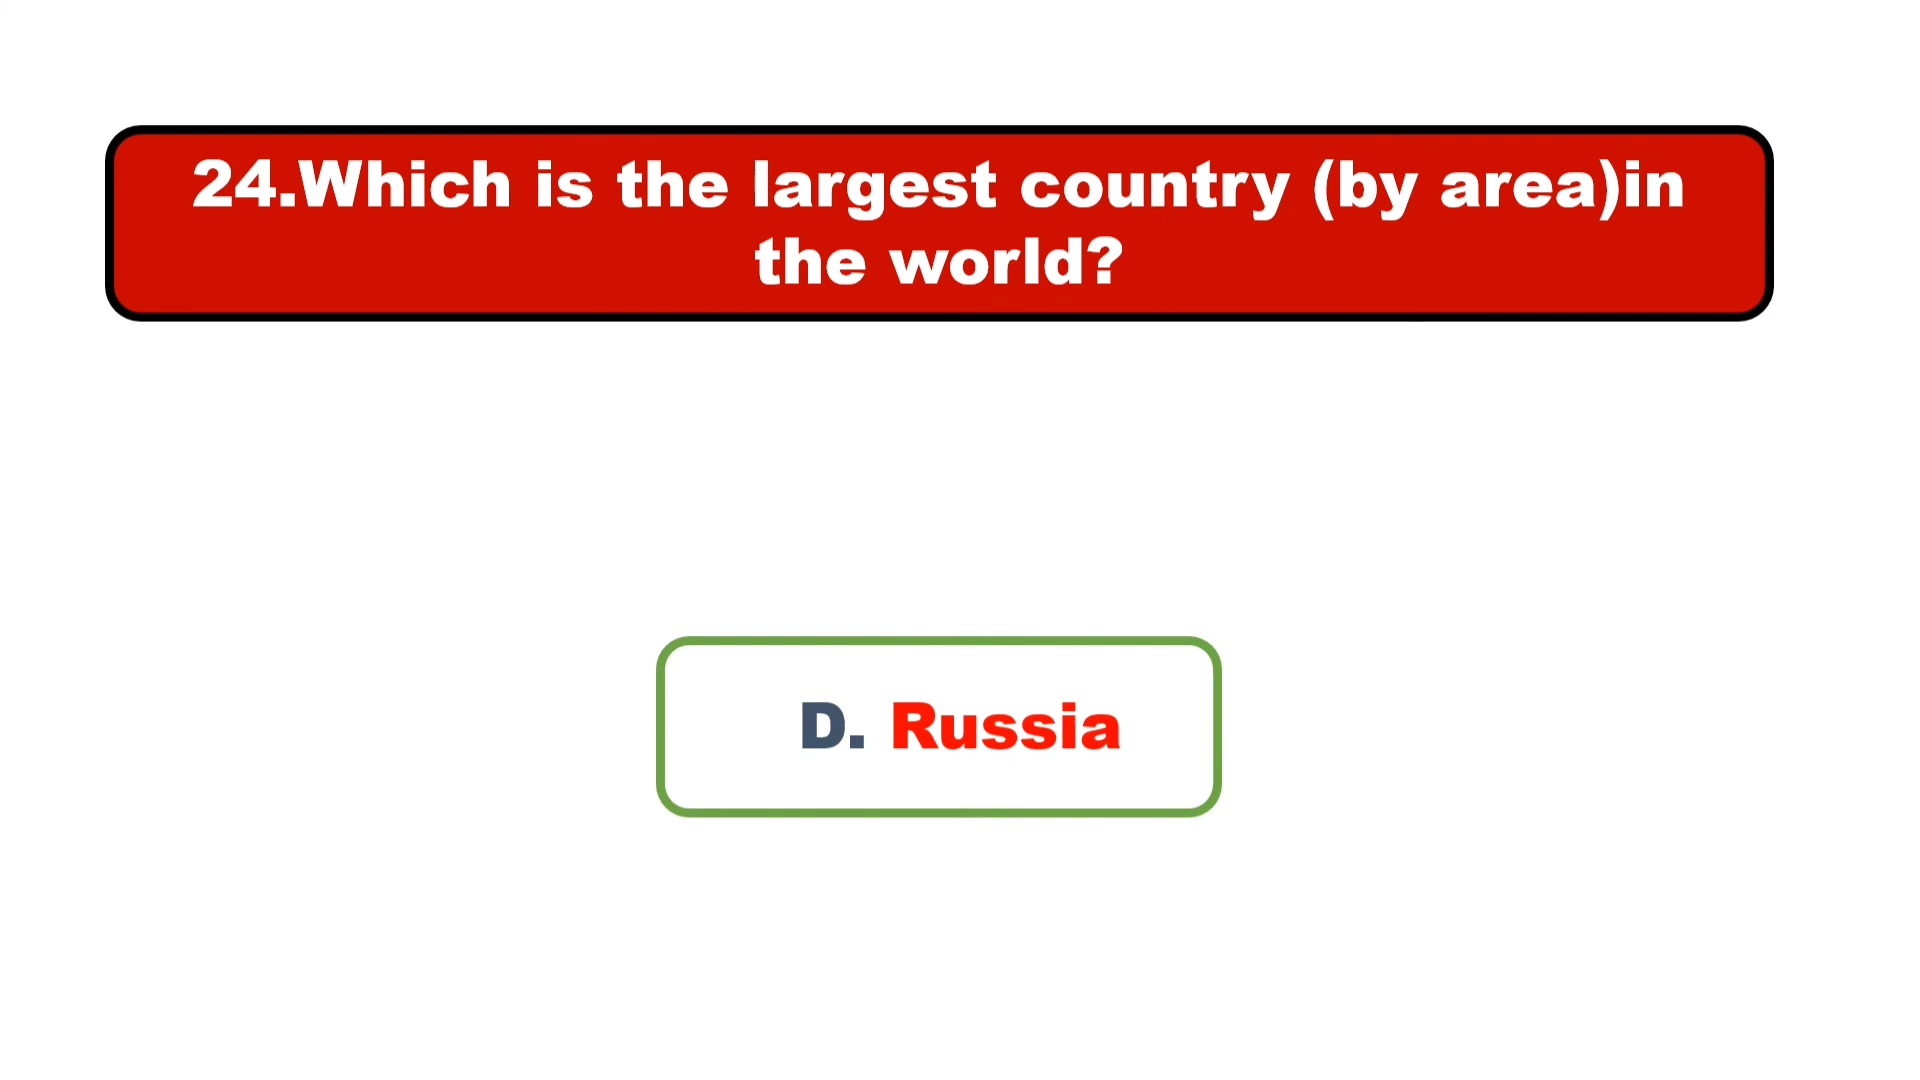 24.Which is the largest country (by area)in
the world?
D. Russia